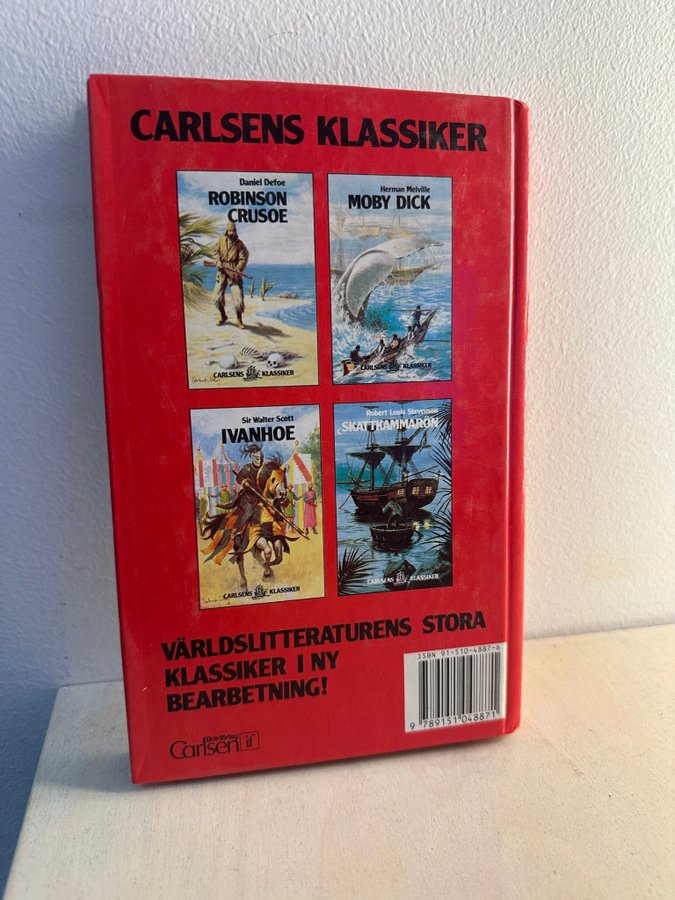 CARLSENS KLASSIKER
Daniel Defoe
ROBINSON
CRUSOE
CARLSENS KLASSIKER
Herman Melville
MOBY DICK
CARLSENS KLASSIKER
Sir Walter Scott
IVANHOE
CARLSENS KLASSIKER
Robert Louis Stevenson
SKATTKAMMARÖN
CARLSENS KLASSIKER
VÄRLDSLITTERATURENS STORA
KLASSIKER I NY
BEARBETNING!
Bokförlag
Carlsen if
ISBN 91-510-4887-6
9 789151 048871